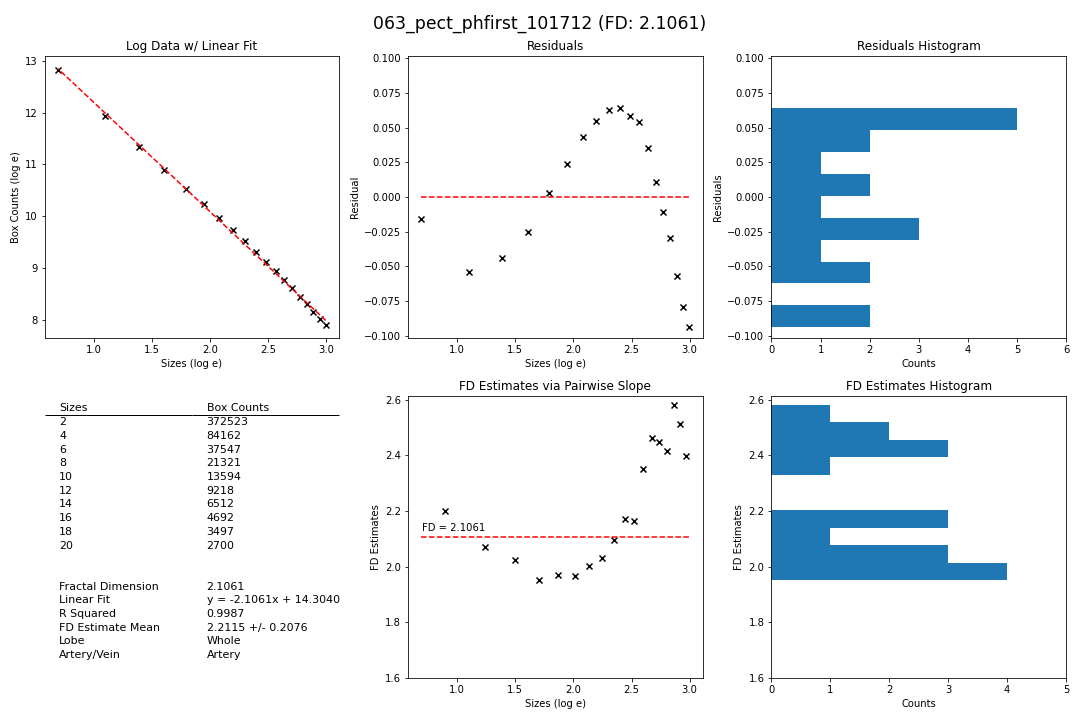 063_pect_phfirst_101712 (FD: 2.1061)
Log Data w/ Linear Fit
13
12
11
10
9
8
Box Counts (log e)
1.0 1.5 2.0 2.5 3.0
Sizes (log e)
Residuals
0.100
0.075
0.050
0.025
0.000
−0.025
−0.050
−0.075
−0.100
Residual
1.0 1.5 2.0 2.5 3.0
Sizes (log e)
Residuals Histogram
0.100
0.075
0.050
0.025
0.000
−0.025
−0.050
−0.075
−0.100
Residuals
0 1 2 3 4 5 6
Counts
Sizes Box Counts
2 372523
4 84162
6 37547
8 21321
10 13594
12 9218
14 6512
16 4692
18 3497
20 2700
Fractal Dimension 2.1061
Linear Fit y = -2.1061x + 14.3040
R Squared 0.9987
FD Estimate Mean 2.2115 +/- 0.2076
Lobe Whole
Artery/Vein Artery
FD Estimates via Pairwise Slope
2.6
2.4
2.2
2.0
1.8
1.6
FD Estimates
FD = 2.1061
1.0 1.5 2.0 2.5 3.0
Sizes (log e)
FD Estimates Histogram
2.6
2.4
2.2
2.0
1.8
1.6
FD Estimates
0 1 2 3 4 5
Counts